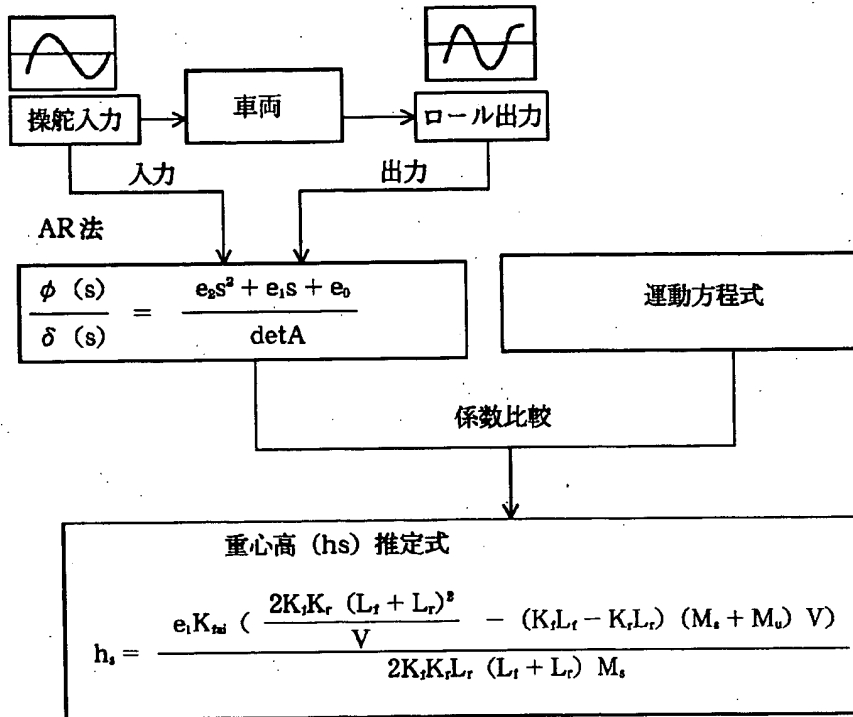 操舵入力
車両
ロール出力
入力
出力
AR法
φ (s) / δ (s) = (e₂s² + e₁s + e₀) / detA
運動方程式
係数比較
重心高 (hs) 推定式
hₛ = e₁K_fai ( 2K_fK_r (L_f + L_r)² / V − (K_fL_f − K_rL_r) (Mₛ + Mᵤ) V) / 2K_fK_rL_r (L_f + L_r) Mₛ